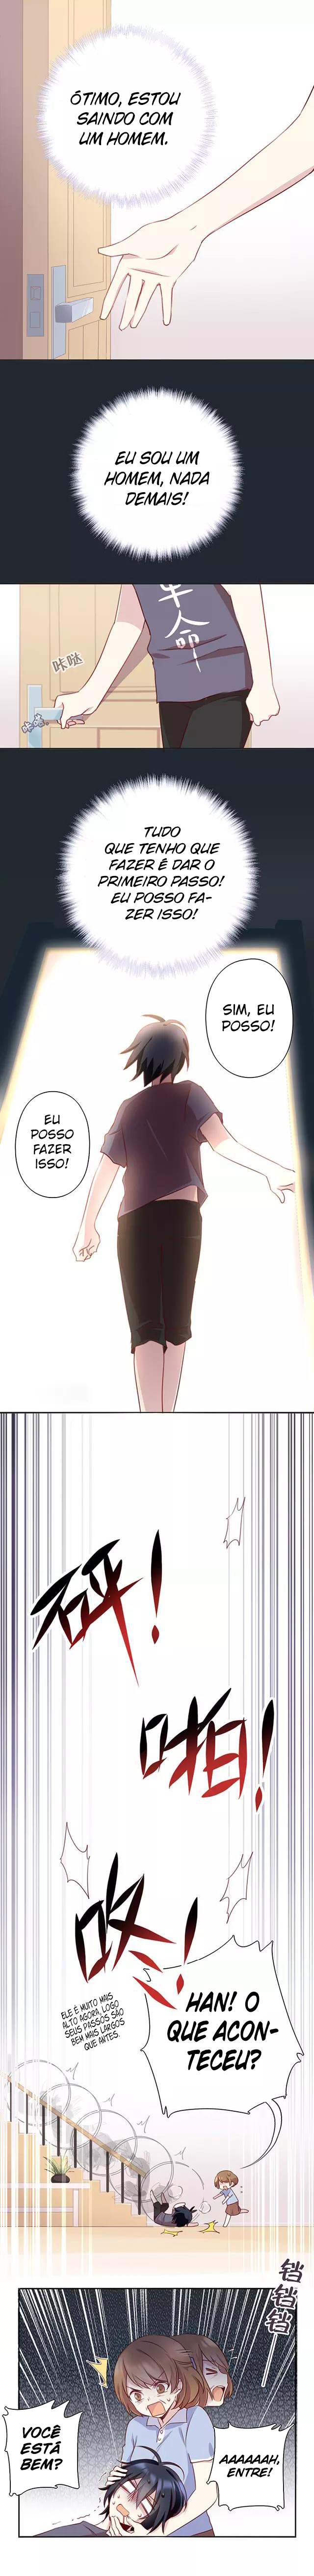 ÓTIMO, ESTOU
SAINDO COM
UM HOMEM.
EU SOU UM
HOMEM, NADA
DEMAIS!
革命
咔哒
TUDO
QUE TENHO QUE
FAZER É DAR O
PRIMEIRO PASSO!
EU POSSO FA-
ZER ISSO!
SIM, EU
POSSO!
EU
POSSO
FAZER
ISSO!
砰!
啪!
咚!
ELE É MUITO MAIS
ALTO AGORA, LOGO
SEUS PASSOS SÃO
BEM MAIS LARGOS
QUE ANTES.
HAN! O
QUE ACON-
TECEU?
铛
铛
铛
VOCÊ
ESTÁ
BEM?
AAAAAAH,
ENTRE!